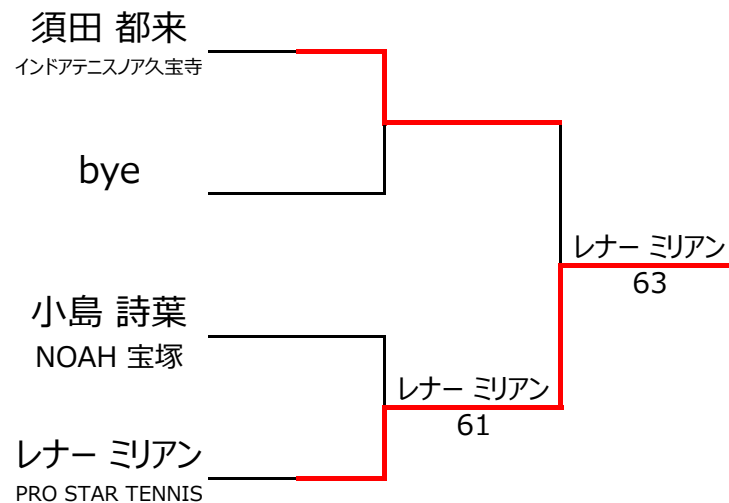 須田 都来
インドアテニスノア久宝寺
bye
小島 詩葉
NOAH 宝塚
レナー ミリアン
PRO STAR TENNIS
レナー ミリアン
61
レナー ミリアン
63